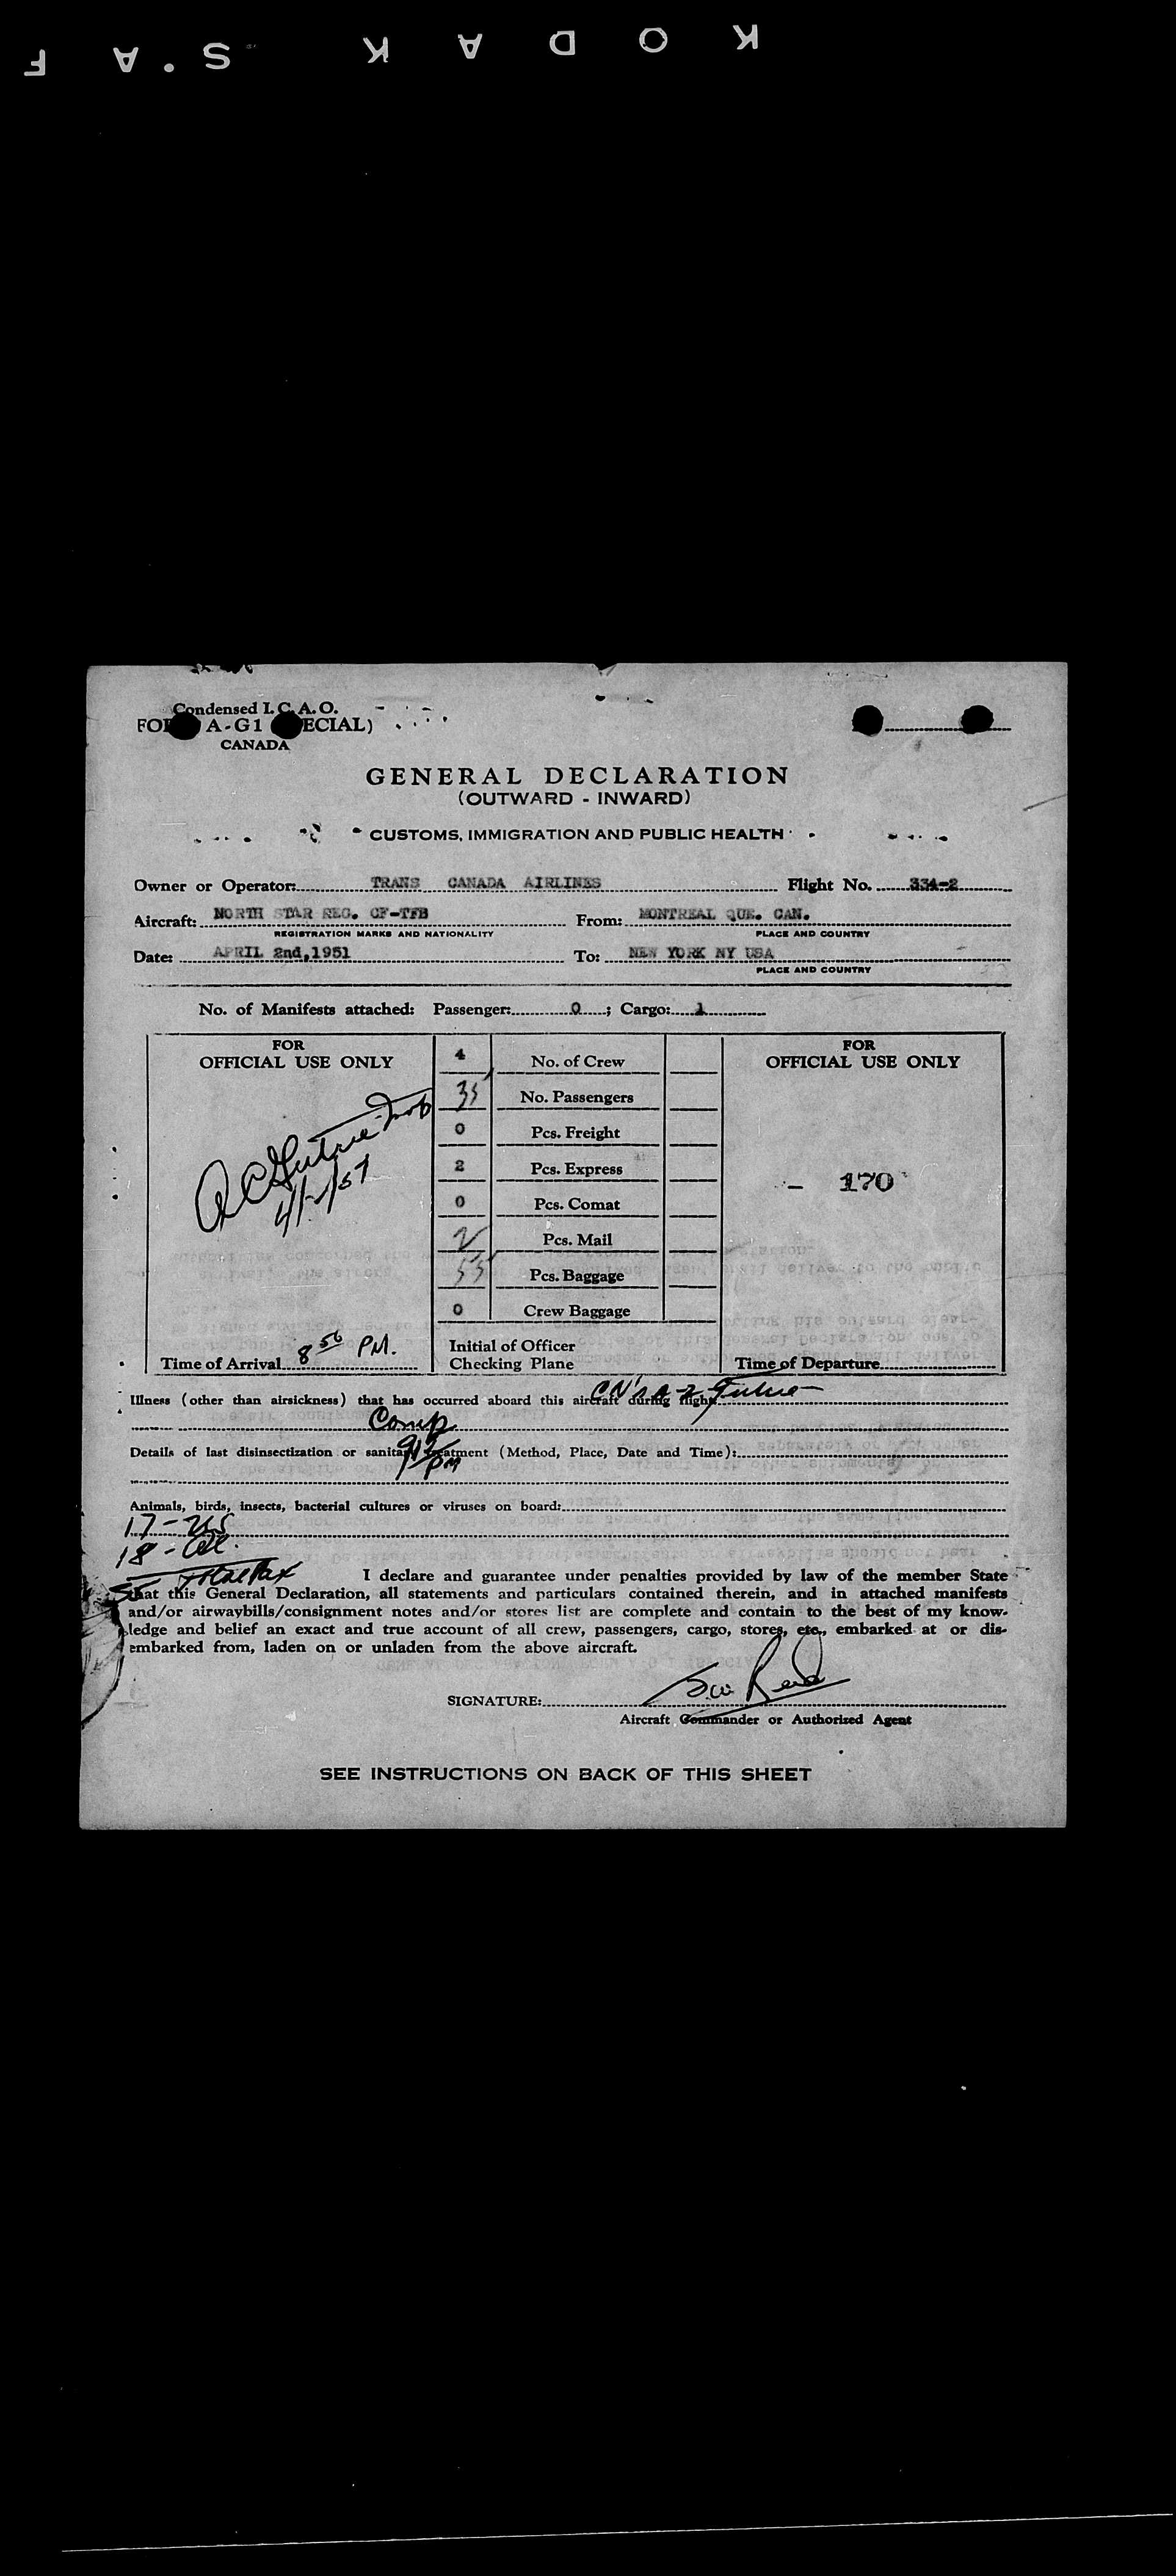 KODAK S.A F
Condensed I. C. A. O.
A-G1 ECIAL)
CANADA
GENERAL DECLARATION
(OUTWARD - INWARD)
CUSTOMS, IMMIGRATION AND PUBLIC HEALTH
Owner or Operator: TRANS CANADA AIRLINES Flight No. 334-2
Aircraft: NORTH STAR REG. CF-TFB From: MONTREAL QUE. CAN.
REGISTRATION MARKS AND NATIONALITY PLACE AND COUNTRY
Date: APRIL 2nd,1951 To: NEW YORK NY USA
PLACE AND COUNTRY
No. of Manifests attached: Passenger: 0 ; Cargo: 1
FOR
OFFICIAL USE ONLY
4 No. of Crew
35 No. Passengers
0 Pcs. Freight
2 Pcs. Express
0 Pcs. Comat
2 Pcs. Mail
55 Pcs. Baggage
0 Crew Baggage
Time of Arrival 8 56 PM.
Initial of Officer
Checking Plane
FOR
OFFICIAL USE ONLY
- 170
Time of Departure
Illness (other than airsickness) that has occurred aboard this aircraft during flight
Comp
Details of last disinsectization or sanitary treatment (Method, Place, Date and Time):
PM
Animals, birds, insects, bacterial cultures or viruses on board:
17 - US
18 -
Total Pax
I declare and guarantee under penalties provided by law of the member State
that this General Declaration, all statements and particulars contained therein, and in attached manifests
and/or airwaybills/consignment notes and/or stores list are complete and contain to the best of my know-
ledge and belief an exact and true account of all crew, passengers, cargo, stores, etc., embarked at or dis-
embarked from, laden on or unladen from the above aircraft.
SIGNATURE: Reid
Aircraft Commander or Authorized Agent
SEE INSTRUCTIONS ON BACK OF THIS SHEET